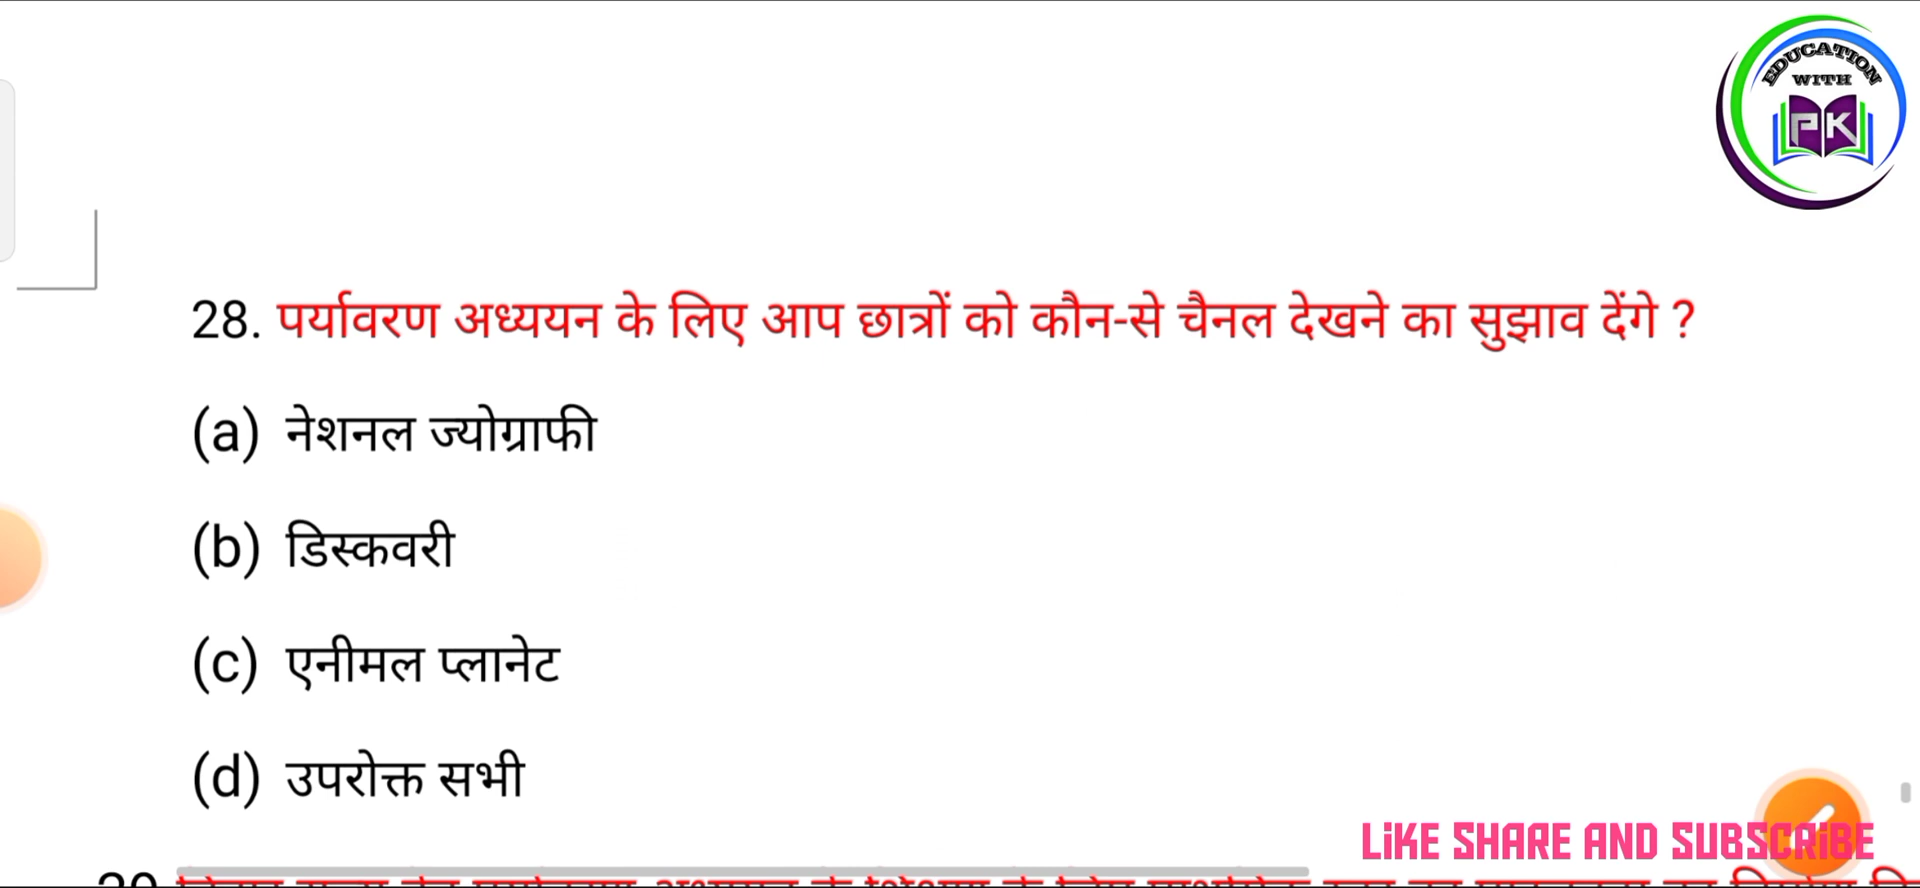 EDUCATION
WITH
PK
28. पर्यावरण अध्ययन के लिए आप छात्रों को कौन-से चैनल देखने का सुझाव देंगे ?
(a) नेशनल ज्योग्राफी
(b) डिस्कवरी
(c) एनीमल प्लानेट
(d) उपरोक्त सभी
LIKE SHARE AND SUBSCRIBE